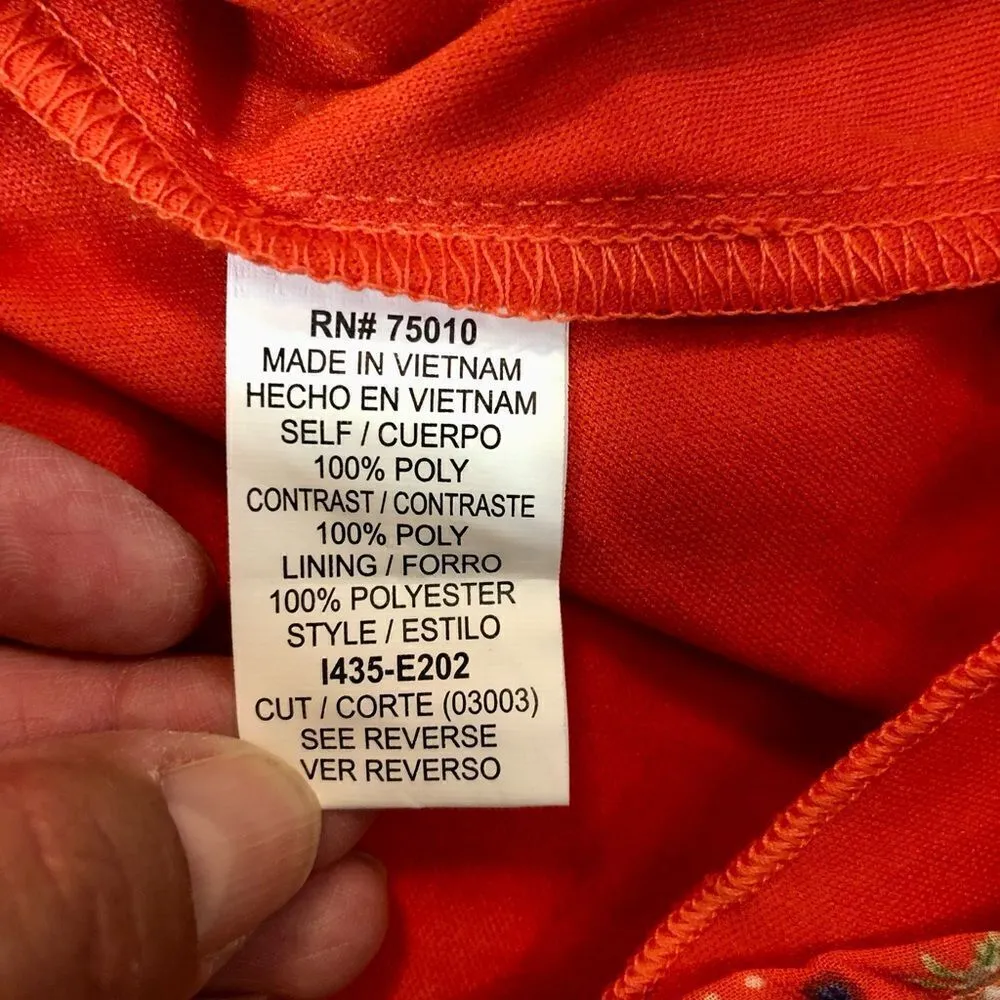 RN# 75010
MADE IN VIETNAM
HECHO EN VIETNAM
SELF / CUERPO
100% POLY
CONTRAST / CONTRASTE
100% POLY
LINING / FORRO
100% POLYESTER
STYLE / ESTILO
I435-E202
CUT / CORTE (03003)
SEE REVERSE
VER REVERSO